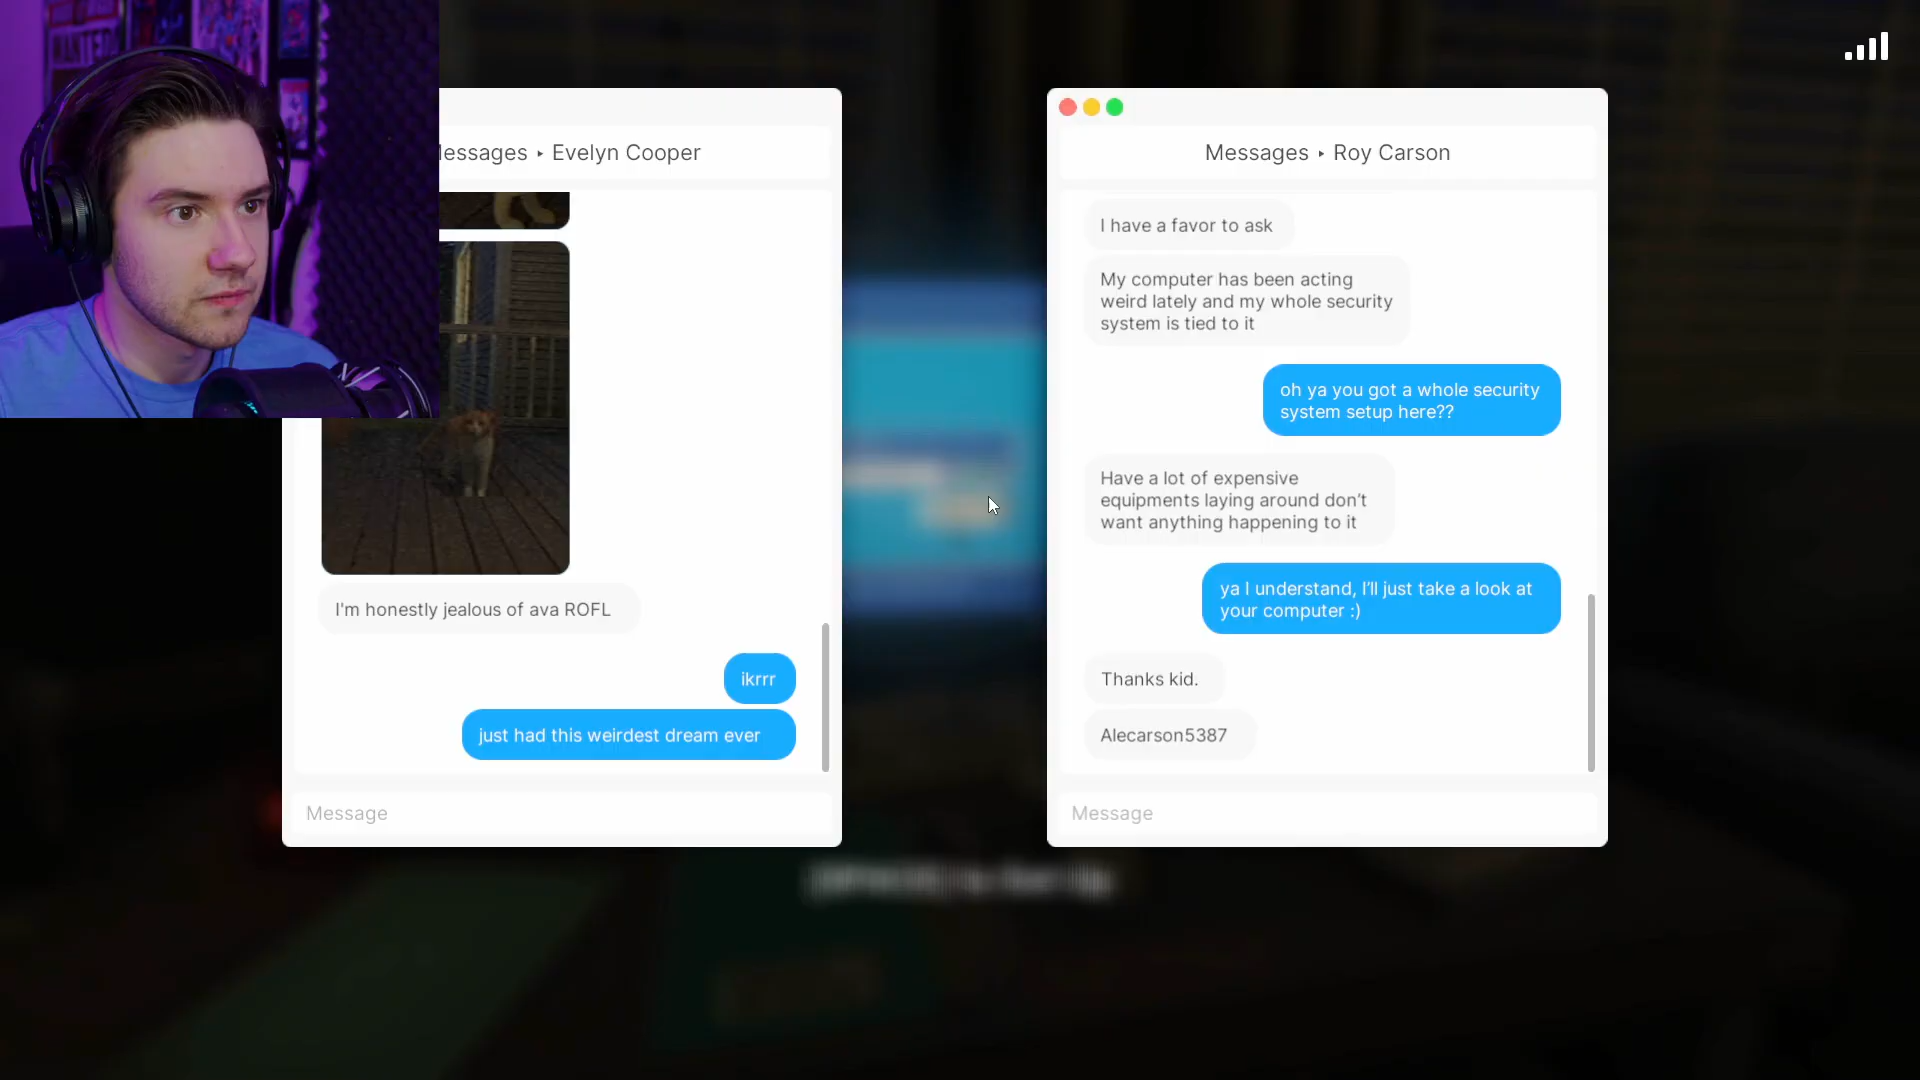 WANTED
Messages ‣ Evelyn Cooper
I'm honestly jealous of ava ROFL
ikrrr
just had this weirdest dream ever
Message
Messages ‣ Roy Carson
I have a favor to ask
My computer has been acting
weird lately and my whole security
system is tied to it
oh ya you got a whole security
system setup here??
Have a lot of expensive
equipments laying around don’t
want anything happening to it
ya I understand, I’ll just take a look at
your computer :)
Thanks kid.
Alecarson5387
Message